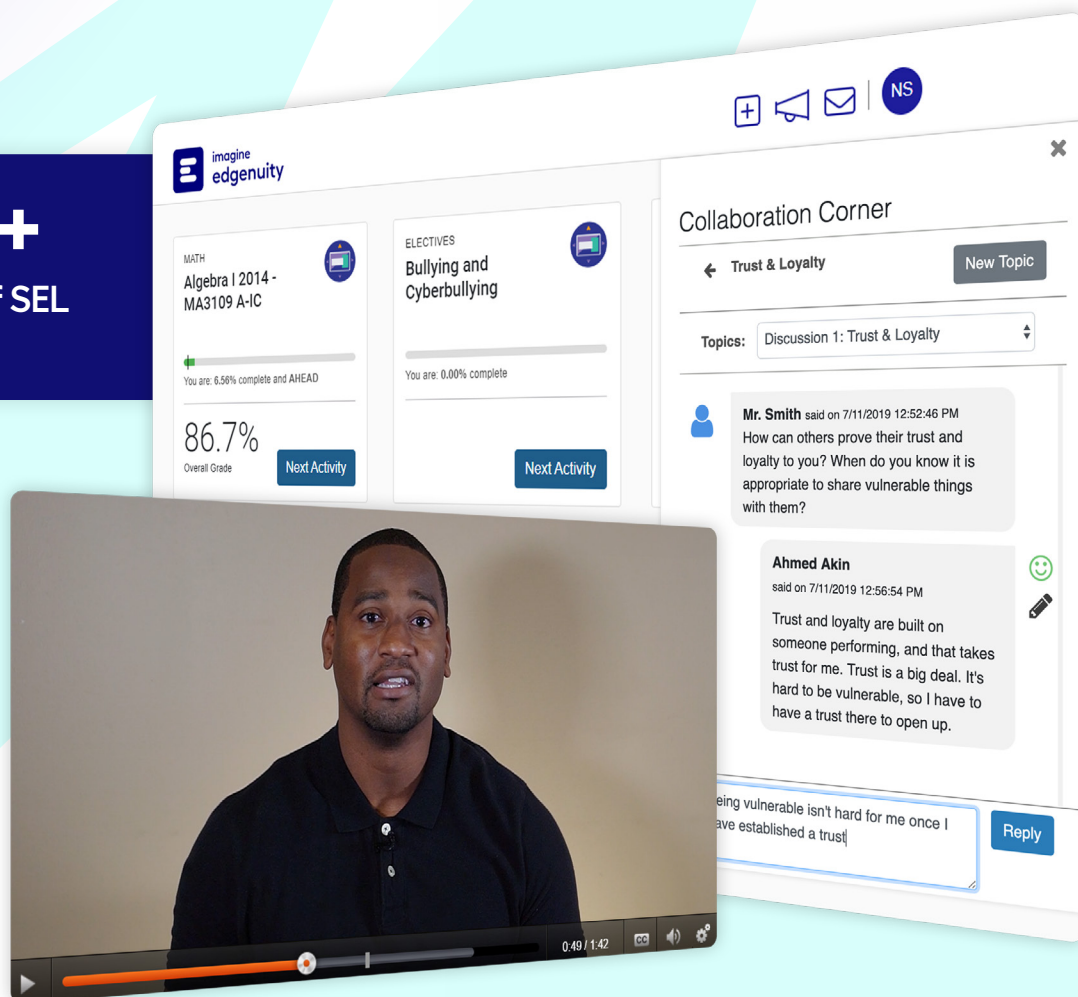 +
SEL
imagine
edgenuity
NS
MATH
Algebra I 2014 -
MA3109 A-IC
You are: 6.56% complete and AHEAD
86.7%
Overall Grade
Next Activity
ELECTIVES
Bullying and
Cyberbullying
You are: 0.00% complete
Next Activity
Collaboration Corner
Trust & Loyalty
New Topic
Topics:
Discussion 1: Trust & Loyalty
Mr. Smith said on 7/11/2019 12:52:46 PM
How can others prove their trust and
loyalty to you? When do you know it is
appropriate to share vulnerable things
with them?
Ahmed Akin
said on 7/11/2019 12:56:54 PM
Trust and loyalty are built on
someone performing, and that takes
trust for me. Trust is a big deal. It's
hard to be vulnerable, so I have to
have a trust there to open up.
eing vulnerable isn't hard for me once I
ave established a trust
Reply
0:49 / 1:42
CC